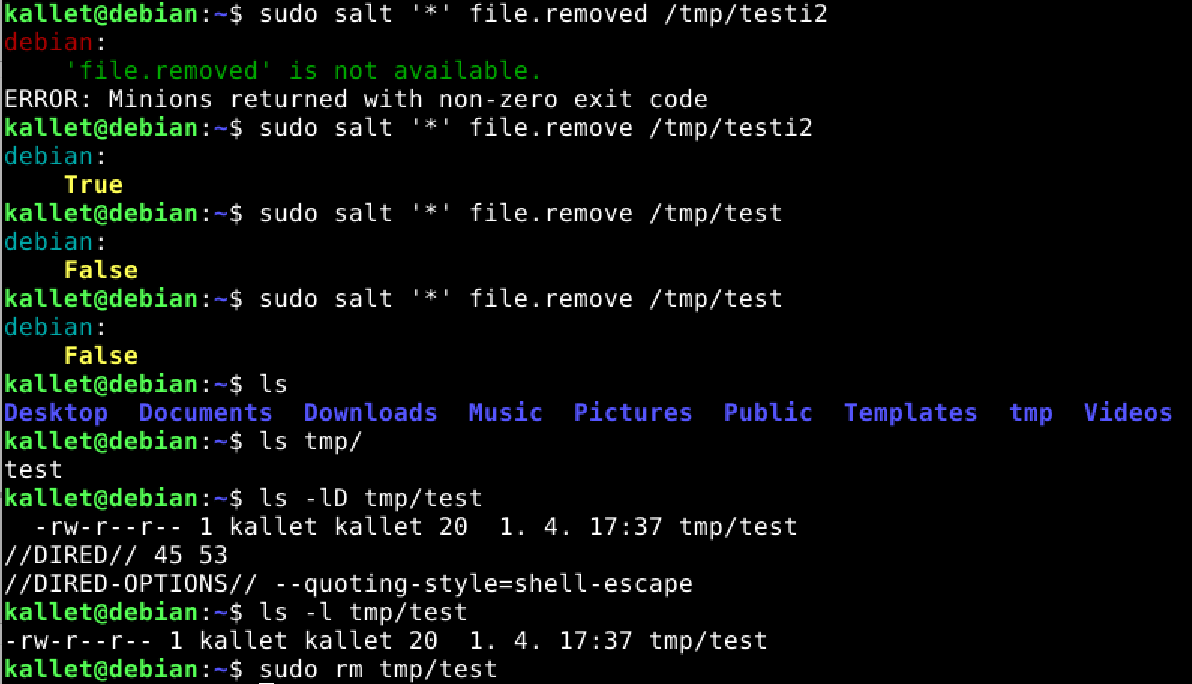 kallet@debian:~$ sudo salt '*' file.removed /tmp/testi2
debian:
    'file.removed' is not available.
ERROR: Minions returned with non-zero exit code
kallet@debian:~$ sudo salt '*' file.remove /tmp/testi2
debian:
    True
kallet@debian:~$ sudo salt '*' file.remove /tmp/test
debian:
    False
kallet@debian:~$ sudo salt '*' file.remove /tmp/test
debian:
    False
kallet@debian:~$ ls
Desktop  Documents  Downloads  Music  Pictures  Public  Templates  tmp  Videos
kallet@debian:~$ ls tmp/
test
kallet@debian:~$ ls -lD tmp/test
  -rw-r--r-- 1 kallet kallet 20  1. 4. 17:37 tmp/test
//DIRED// 45 53
//DIRED-OPTIONS// --quoting-style=shell-escape
kallet@debian:~$ ls -l tmp/test
-rw-r--r-- 1 kallet kallet 20  1. 4. 17:37 tmp/test
kallet@debian:~$ sudo rm tmp/test